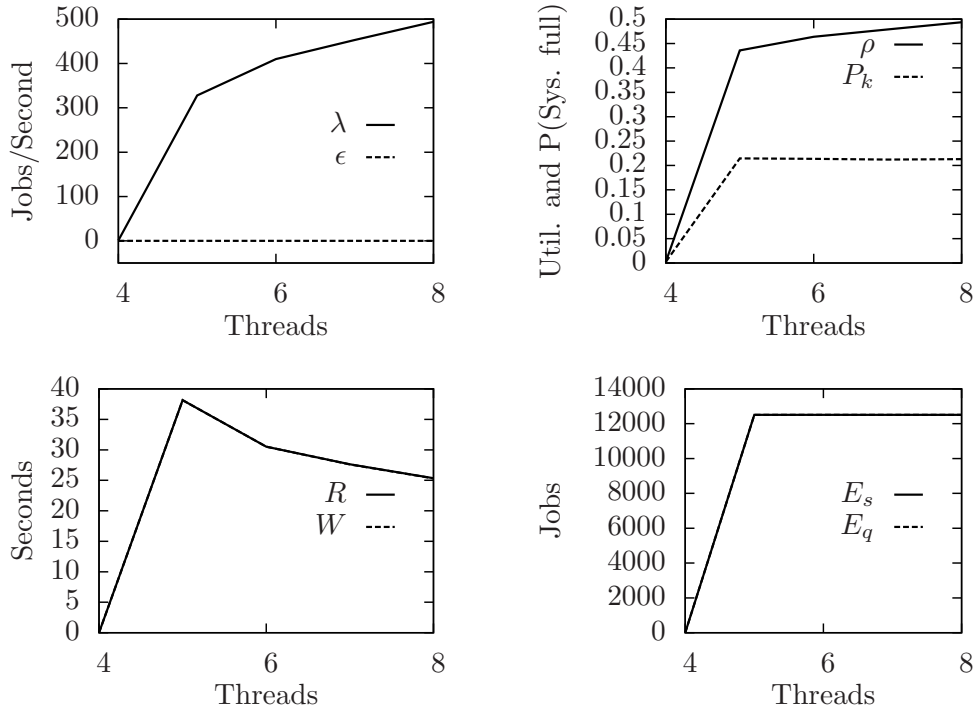 500
400
300
200
100
0
Jobs/Second
λ
ϵ
4 6 8
Threads
0.5
0.45
0.4
0.35
0.3
0.25
0.2
0.15
0.1
0.05
0
Util. and P(Sys. full)
ρ
P_k
4 6 8
Threads
40
35
30
25
20
15
10
5
0
Seconds
R
W
4 6 8
Threads
14000
12000
10000
8000
6000
4000
2000
0
Jobs
E_s
E_q
4 6 8
Threads